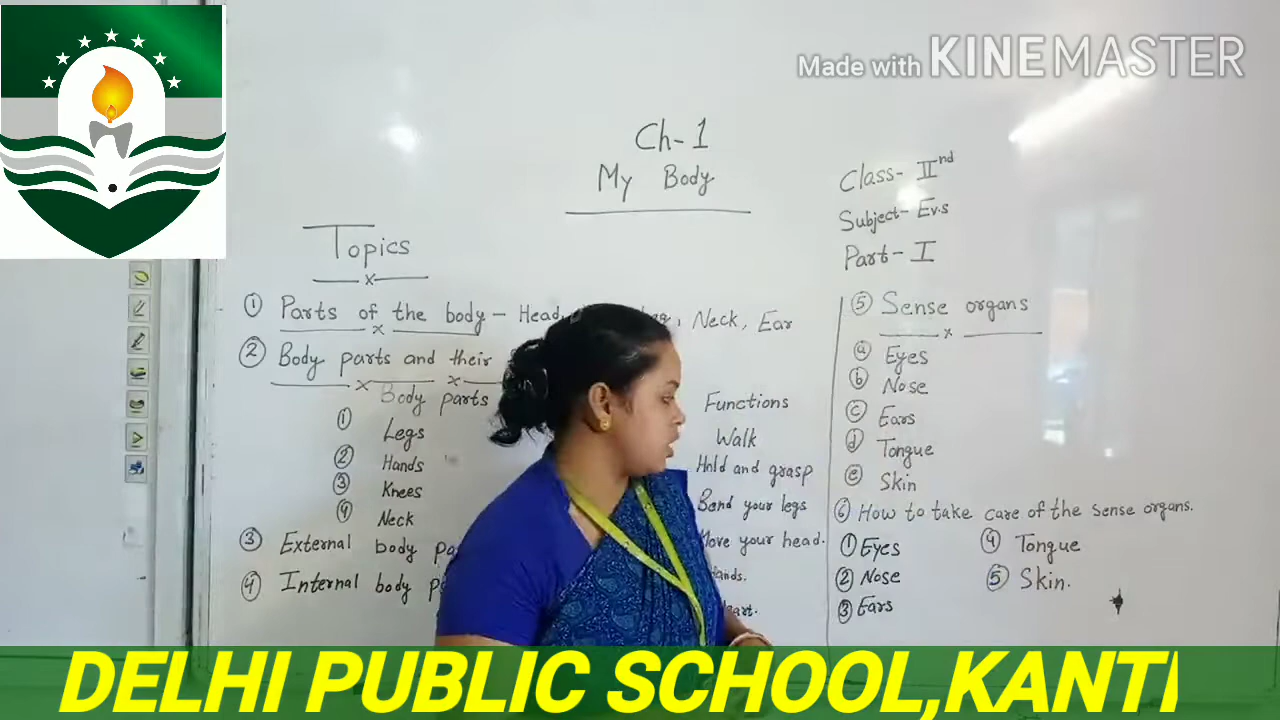 Made with KINEMASTER
Ch-1
My Body
Class- IInd
Subject- Ev.s
Part- I
Topics
① Parts of the body - Head, Neck, Ear
② Body parts and their
Body parts Functions
① Legs Walk
② Hands Hold and grasp
③ Knees Bend your legs
④ Neck Move your head.
③ External body
④ Internal body
⑤ Sense organs
ⓐ Eyes
ⓑ Nose
ⓒ Ears
ⓓ Tongue
ⓔ Skin
⑥ How to take care of the sense organs.
① Eyes
② Nose
③ Ears
④ Tongue
⑤ Skin.
DELHI PUBLIC SCHOOL,KANTI